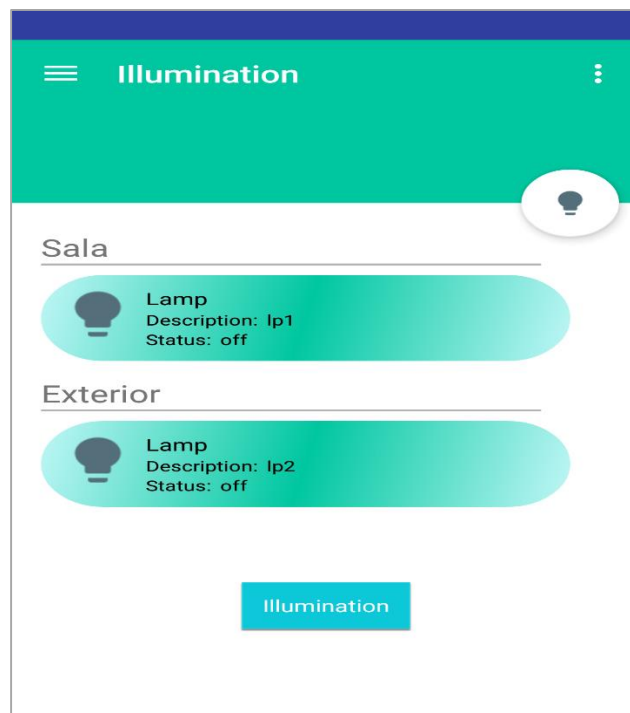 Illumination
Sala
Lamp
Description: lp1
Status: off
Exterior
Lamp
Description: lp2
Status: off
Illumination